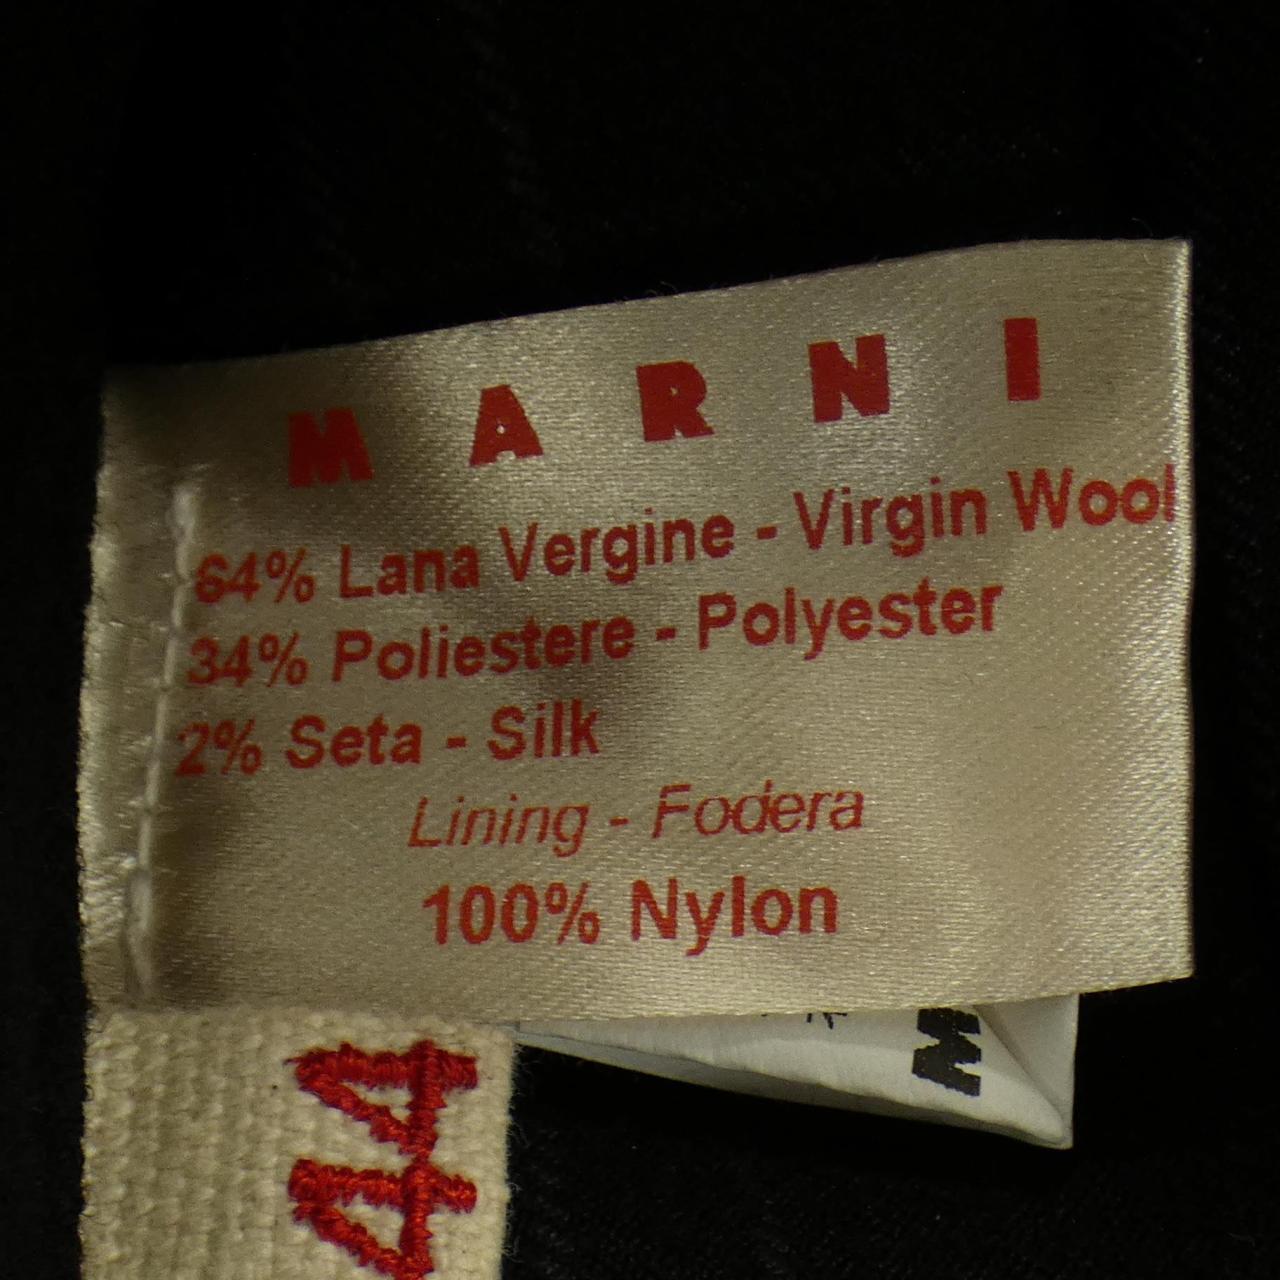 MARNI
64% Lana Vergine - Virgin Wool
34% Poliestere - Polyester
2% Seta - Silk
Lining - Fodera
100% Nylon
M
44